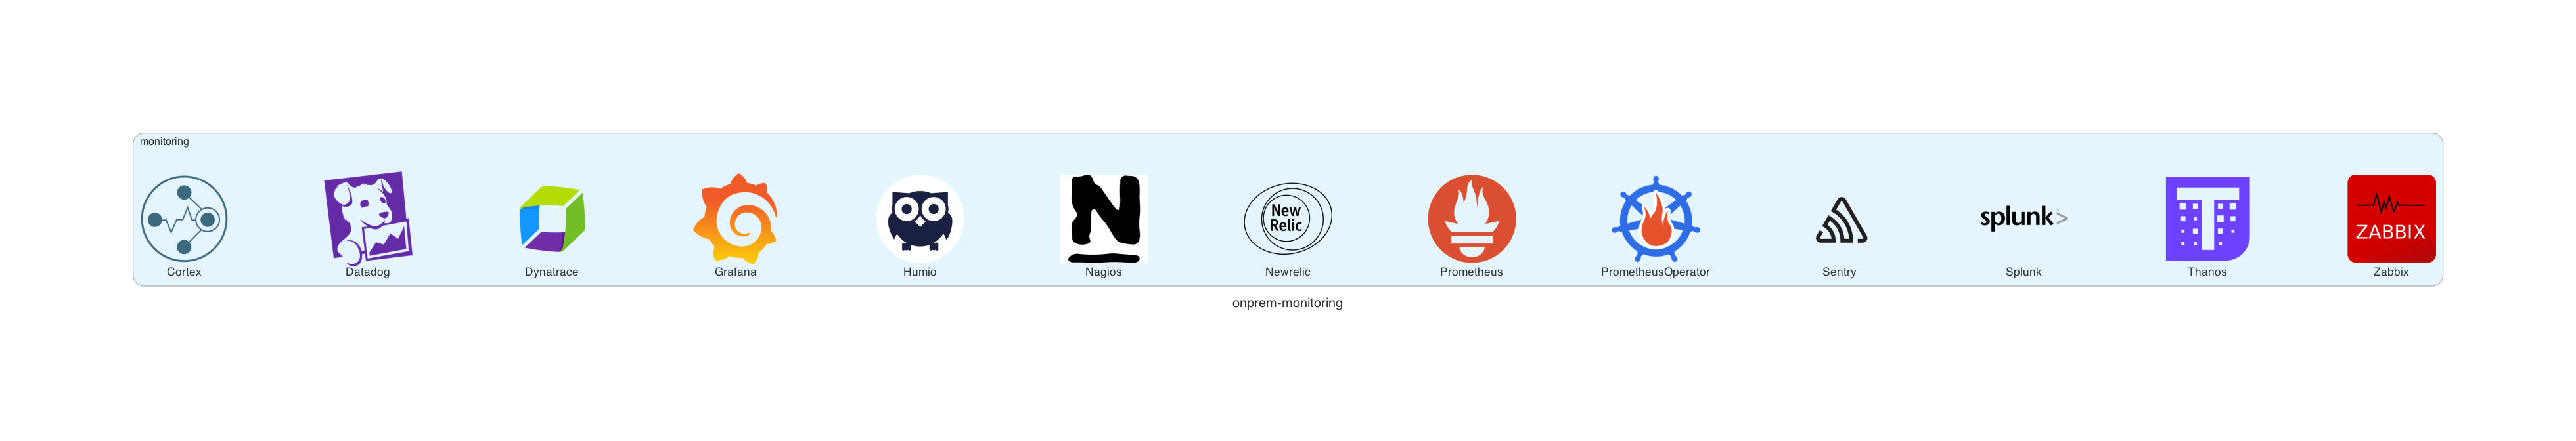 monitoring
New
Relic
splunk>
ZABBIX
Cortex
Datadog
Dynatrace
Grafana
Humio
Nagios
Newrelic
Prometheus
PrometheusOperator
Sentry
Splunk
Thanos
Zabbix
onprem-monitoring